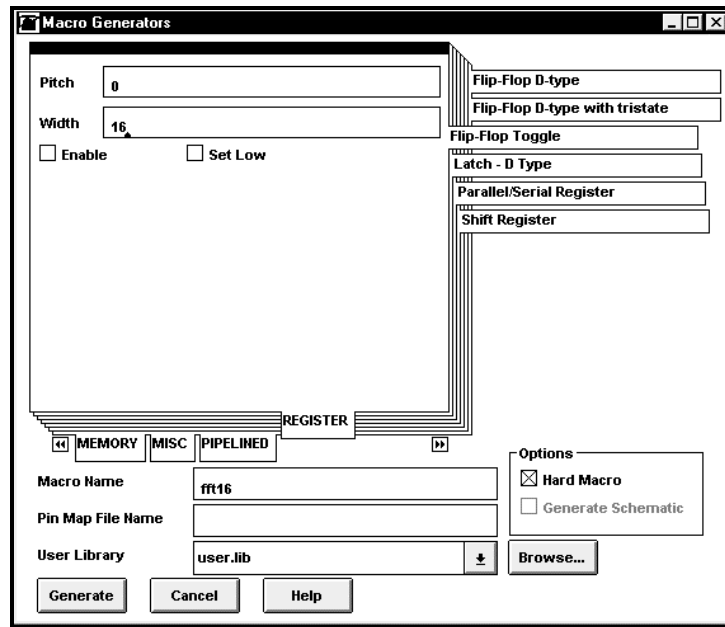 Macro Generators
Pitch
0
Width
16
Enable
Set Low
Flip-Flop D-type
Flip-Flop D-type with tristate
Flip-Flop Toggle
Latch - D Type
Parallel/Serial Register
Shift Register
REGISTER
MEMORY
MISC
PIPELINED
Macro Name
fft16
Pin Map File Name
User Library
user.lib
Options
Hard Macro
Generate Schematic
Browse...
Generate
Cancel
Help